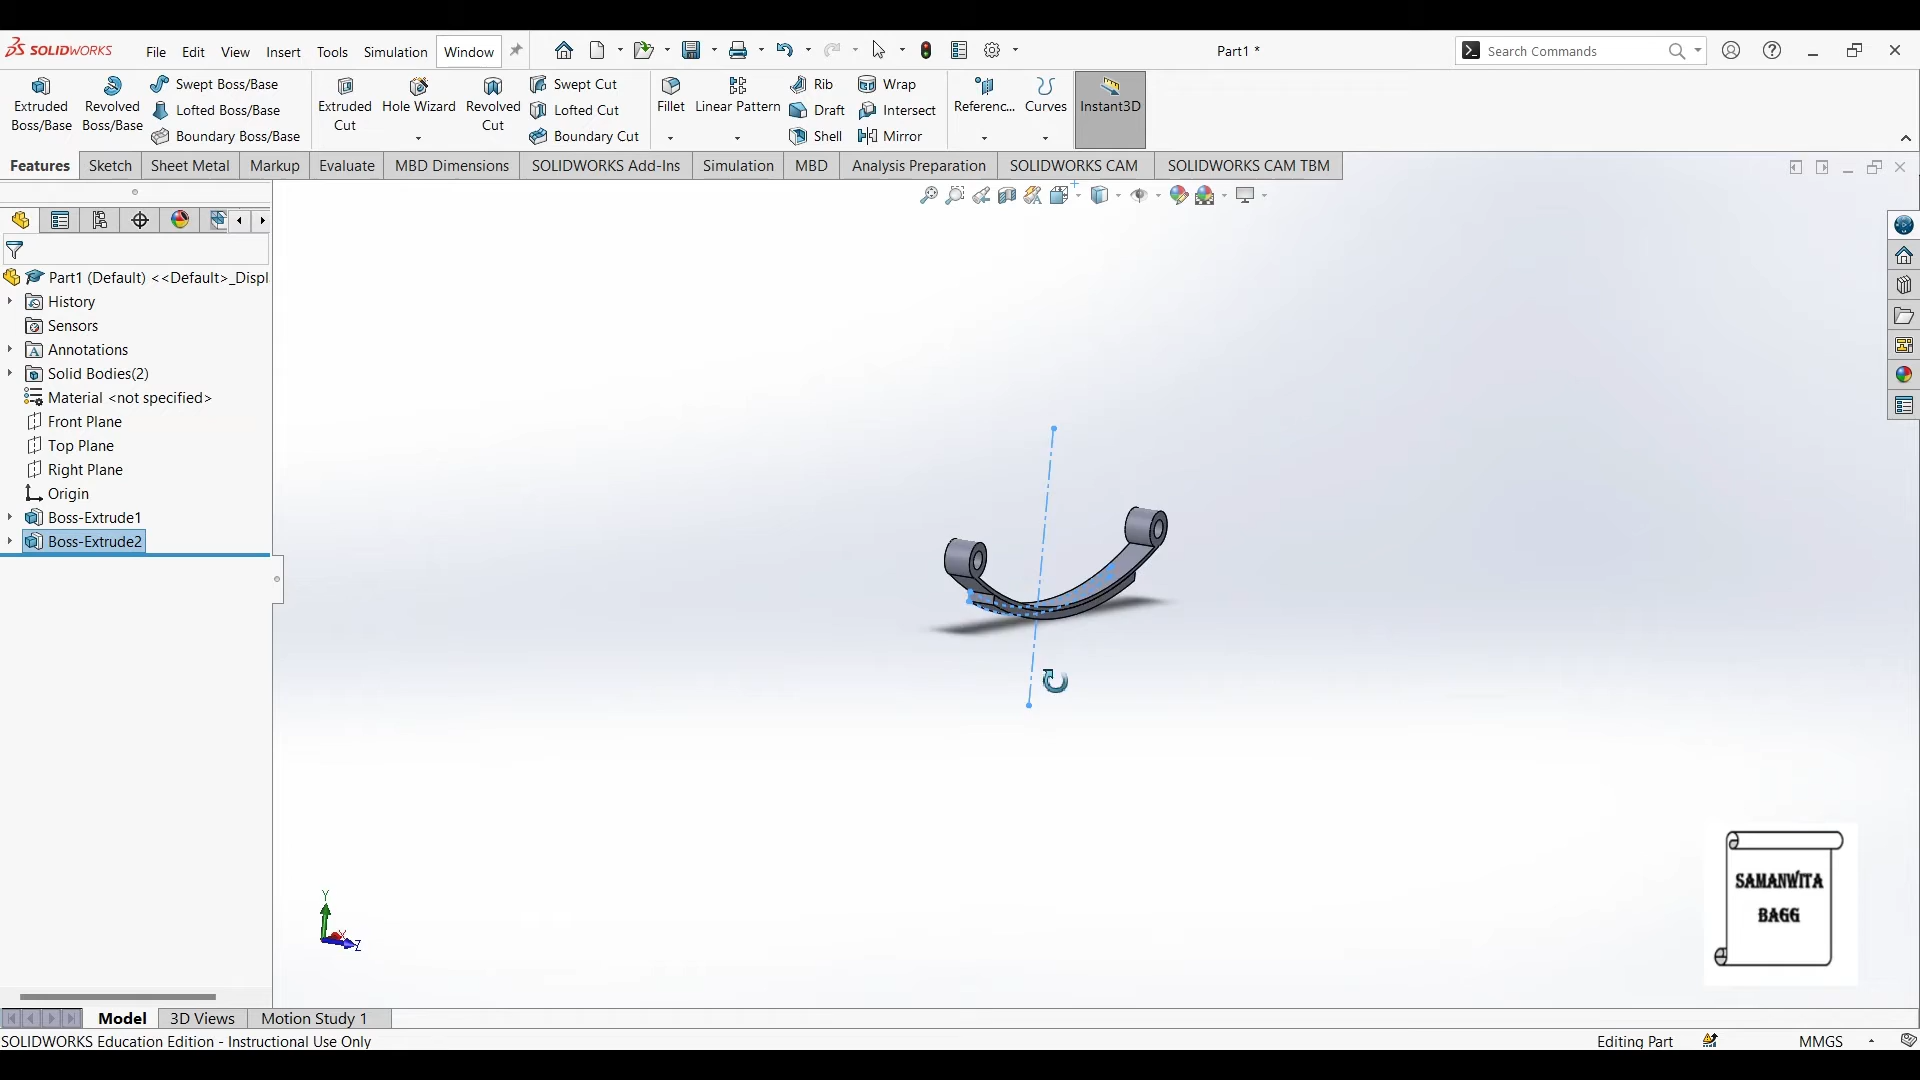 SOLIDWORKS
File Edit View Insert Tools Simulation Window
Part1 *
Search Commands
Extruded Boss/Base
Revolved Boss/Base
Swept Boss/Base
Lofted Boss/Base
Boundary Boss/Base
Extruded Cut
Hole Wizard
Revolved Cut
Swept Cut
Lofted Cut
Boundary Cut
Fillet
Linear Pattern
Rib
Draft
Shell
Wrap
Intersect
Mirror
Referenc...
Curves
Instant3D
Features Sketch Sheet Metal Markup Evaluate MBD Dimensions SOLIDWORKS Add-Ins Simulation MBD Analysis Preparation SOLIDWORKS CAM SOLIDWORKS CAM TBM
Part1 (Default) <<Default>_Displ
History
Sensors
Annotations
Solid Bodies(2)
Material <not specified>
Front Plane
Top Plane
Right Plane
Origin
Boss-Extrude1
Boss-Extrude2
Y
X
Z
SAMANWITA
BAGG
Model 3D Views Motion Study 1
SOLIDWORKS Education Edition - Instructional Use Only
Editing Part
MMGS